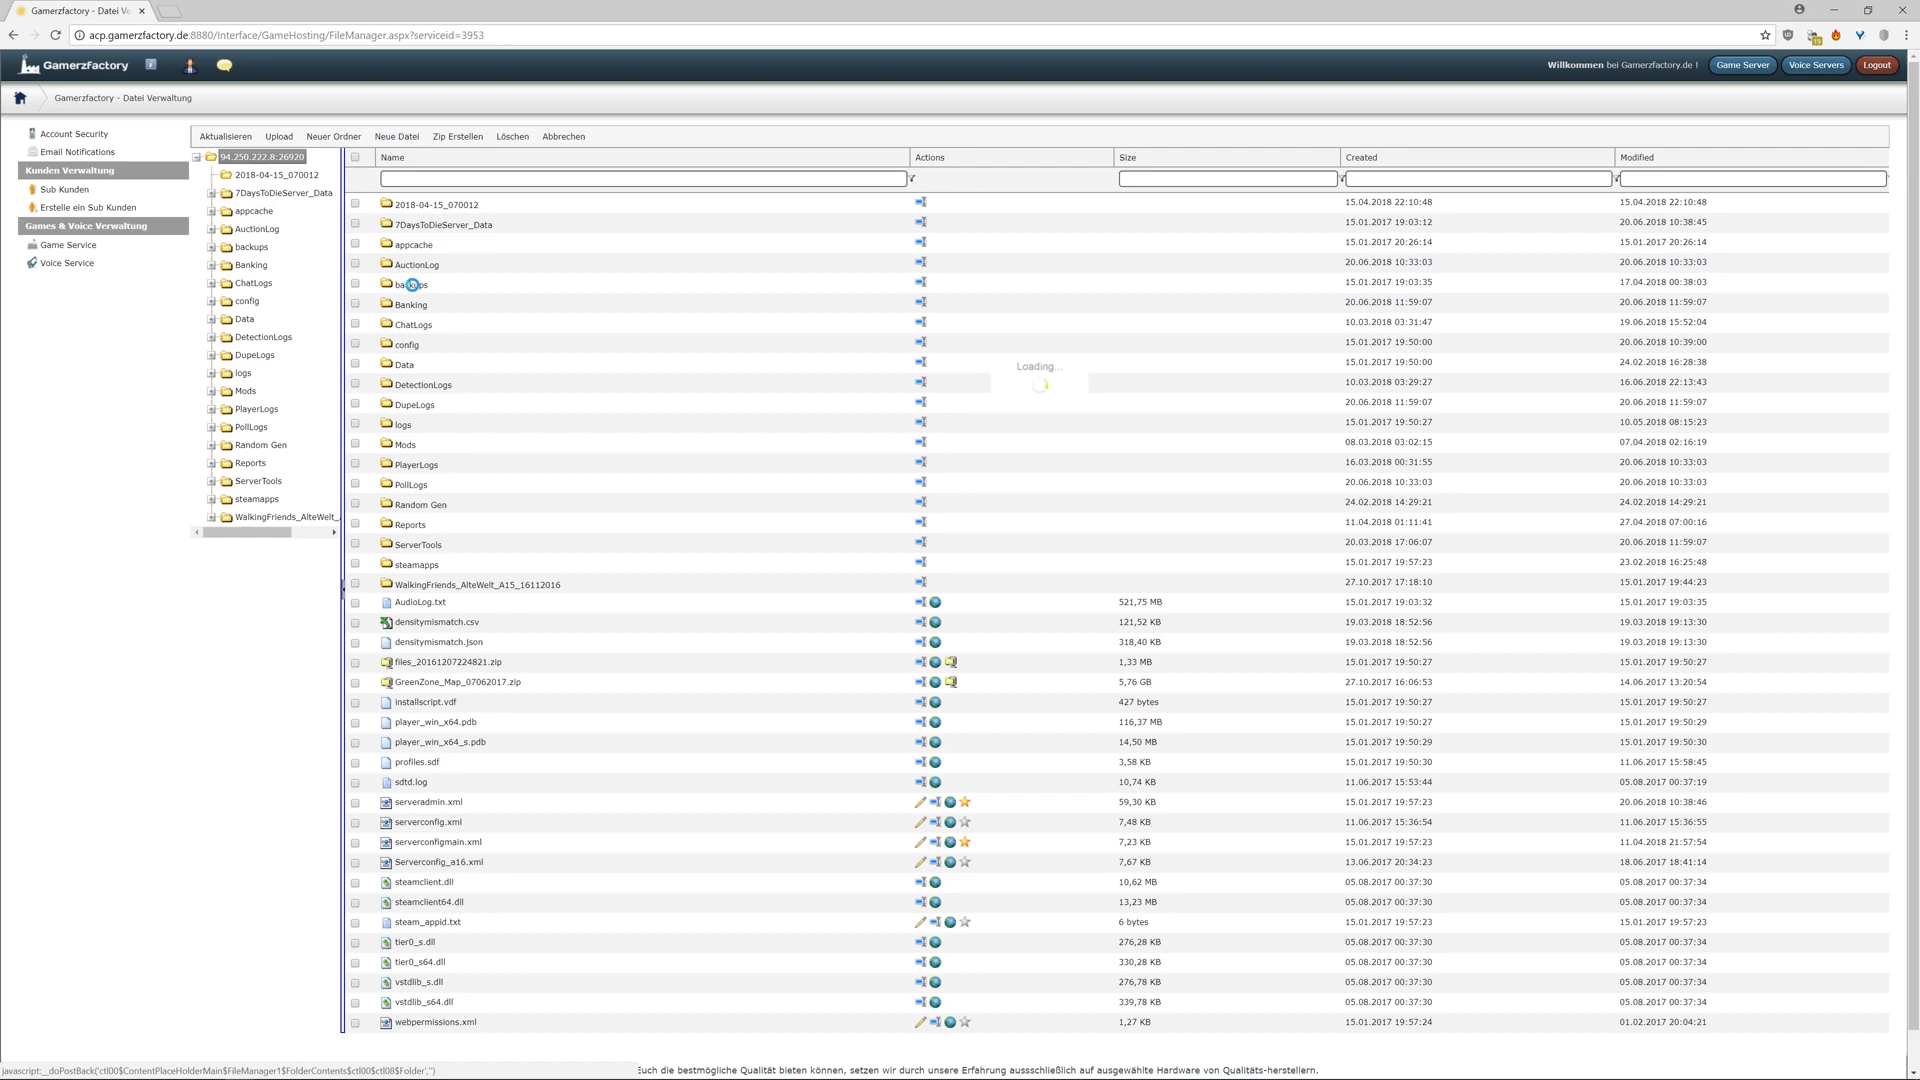 Gamerzfactory - Datei Ve
acp.gamerzfactory.de:8880/Interface/GameHosting/FileManager.aspx?serviceid=3953
Gamerzfactory
Willkommen bei Gamerzfactory.de ! Game Server Voice Servers Logout
Gamerzfactory - Datei Verwaltung
Account Security
Email Notifications
Kunden Verwaltung
Sub Kunden
Erstelle ein Sub Kunden
Games & Voice Verwaltung
Game Service
Voice Service
Aktualisieren Upload Neuer Ordner Neue Datei Zip Erstellen Löschen Abbrechen
94.250.222.8:26920
2018-04-15_070012
7DaysToDieServer_Data
appcache
AuctionLog
backups
Banking
ChatLogs
config
Data
DetectionLogs
DupeLogs
logs
Mods
PlayerLogs
PollLogs
Random Gen
Reports
ServerTools
steamapps
WalkingFriends_AlteWelt_
Name Actions Size Created Modified
2018-04-15_070012 15.04.2018 22:10:48 15.04.2018 22:10:48
7DaysToDieServer_Data 15.01.2017 19:03:12 20.06.2018 10:38:45
appcache 15.01.2017 20:26:14 15.01.2017 20:26:14
AuctionLog 20.06.2018 10:33:03 20.06.2018 10:33:03
backups 15.01.2017 19:03:35 17.04.2018 00:38:03
Banking 20.06.2018 11:59:07 20.06.2018 11:59:07
ChatLogs 10.03.2018 03:31:47 19.06.2018 15:52:04
config 15.01.2017 19:50:00 20.06.2018 10:39:00
Data 15.01.2017 19:50:00 24.02.2018 16:28:38
Loading...
DetectionLogs 10.03.2018 03:29:27 16.06.2018 22:13:43
DupeLogs 20.06.2018 11:59:07 20.06.2018 11:59:07
logs 15.01.2017 19:50:27 10.05.2018 08:15:23
Mods 08.03.2018 03:02:15 07.04.2018 02:16:19
PlayerLogs 16.03.2018 00:31:55 20.06.2018 10:33:03
PollLogs 20.06.2018 10:33:03 20.06.2018 10:33:03
Random Gen 24.02.2018 14:29:21 24.02.2018 14:29:21
Reports 11.04.2018 01:11:41 27.04.2018 07:00:16
ServerTools 20.03.2018 17:06:07 20.06.2018 11:59:07
steamapps 15.01.2017 19:57:23 23.02.2018 16:25:48
WalkingFriends_AlteWelt_A15_16112016 27.10.2017 17:18:10 15.01.2017 19:44:23
AudioLog.txt 521,75 MB 15.01.2017 19:03:32 15.01.2017 19:03:35
densitymismatch.csv 121,52 KB 19.03.2018 18:52:56 19.03.2018 19:13:30
densitymismatch.json 318,40 KB 19.03.2018 18:52:56 19.03.2018 19:13:30
files_20161207224821.zip 1,33 MB 15.01.2017 19:50:27 15.01.2017 19:50:27
GreenZone_Map_07062017.zip 5,76 GB 27.10.2017 16:06:53 14.06.2017 13:20:54
installscript.vdf 427 bytes 15.01.2017 19:50:27 15.01.2017 19:50:27
player_win_x64.pdb 116,37 MB 15.01.2017 19:50:27 15.01.2017 19:50:29
player_win_x64_s.pdb 14,50 MB 15.01.2017 19:50:29 15.01.2017 19:50:30
profiles.sdf 3,58 KB 15.01.2017 19:50:30 11.06.2017 15:58:45
sdtd.log 10,74 KB 11.06.2017 15:53:44 05.08.2017 00:37:19
serveradmin.xml 59,30 KB 15.01.2017 19:57:23 20.06.2018 10:38:46
serverconfig.xml 7,48 KB 11.06.2017 15:36:54 11.06.2017 15:36:55
serverconfigmain.xml 7,23 KB 15.01.2017 19:57:23 11.04.2018 21:57:54
Serverconfig_a16.xml 7,67 KB 13.06.2017 20:34:23 18.06.2017 18:41:14
steamclient.dll 10,62 MB 05.08.2017 00:37:30 05.08.2017 00:37:34
steamclient64.dll 13,23 MB 05.08.2017 00:37:30 05.08.2017 00:37:34
steam_appid.txt 6 bytes 15.01.2017 19:57:23 15.01.2017 19:57:23
tier0_s.dll 276,28 KB 05.08.2017 00:37:30 05.08.2017 00:37:34
tier0_s64.dll 330,28 KB 05.08.2017 00:37:30 05.08.2017 00:37:34
vstdlib_s.dll 276,78 KB 05.08.2017 00:37:30 05.08.2017 00:37:34
vstdlib_s64.dll 339,78 KB 05.08.2017 00:37:30 05.08.2017 00:37:34
webpermissions.xml 1,27 KB 15.01.2017 19:57:24 01.02.2017 20:04:21
javascript:__doPostBack('ctl00$ContentPlaceHolderMain$FileManager1$FolderContents$ctl00$ctl08$Folder','') Euch die bestmögliche Qualität bieten können, setzen wir durch unsere Erfahrung aussschließlich auf ausgewählte Hardware von Qualitäts-herstellern.